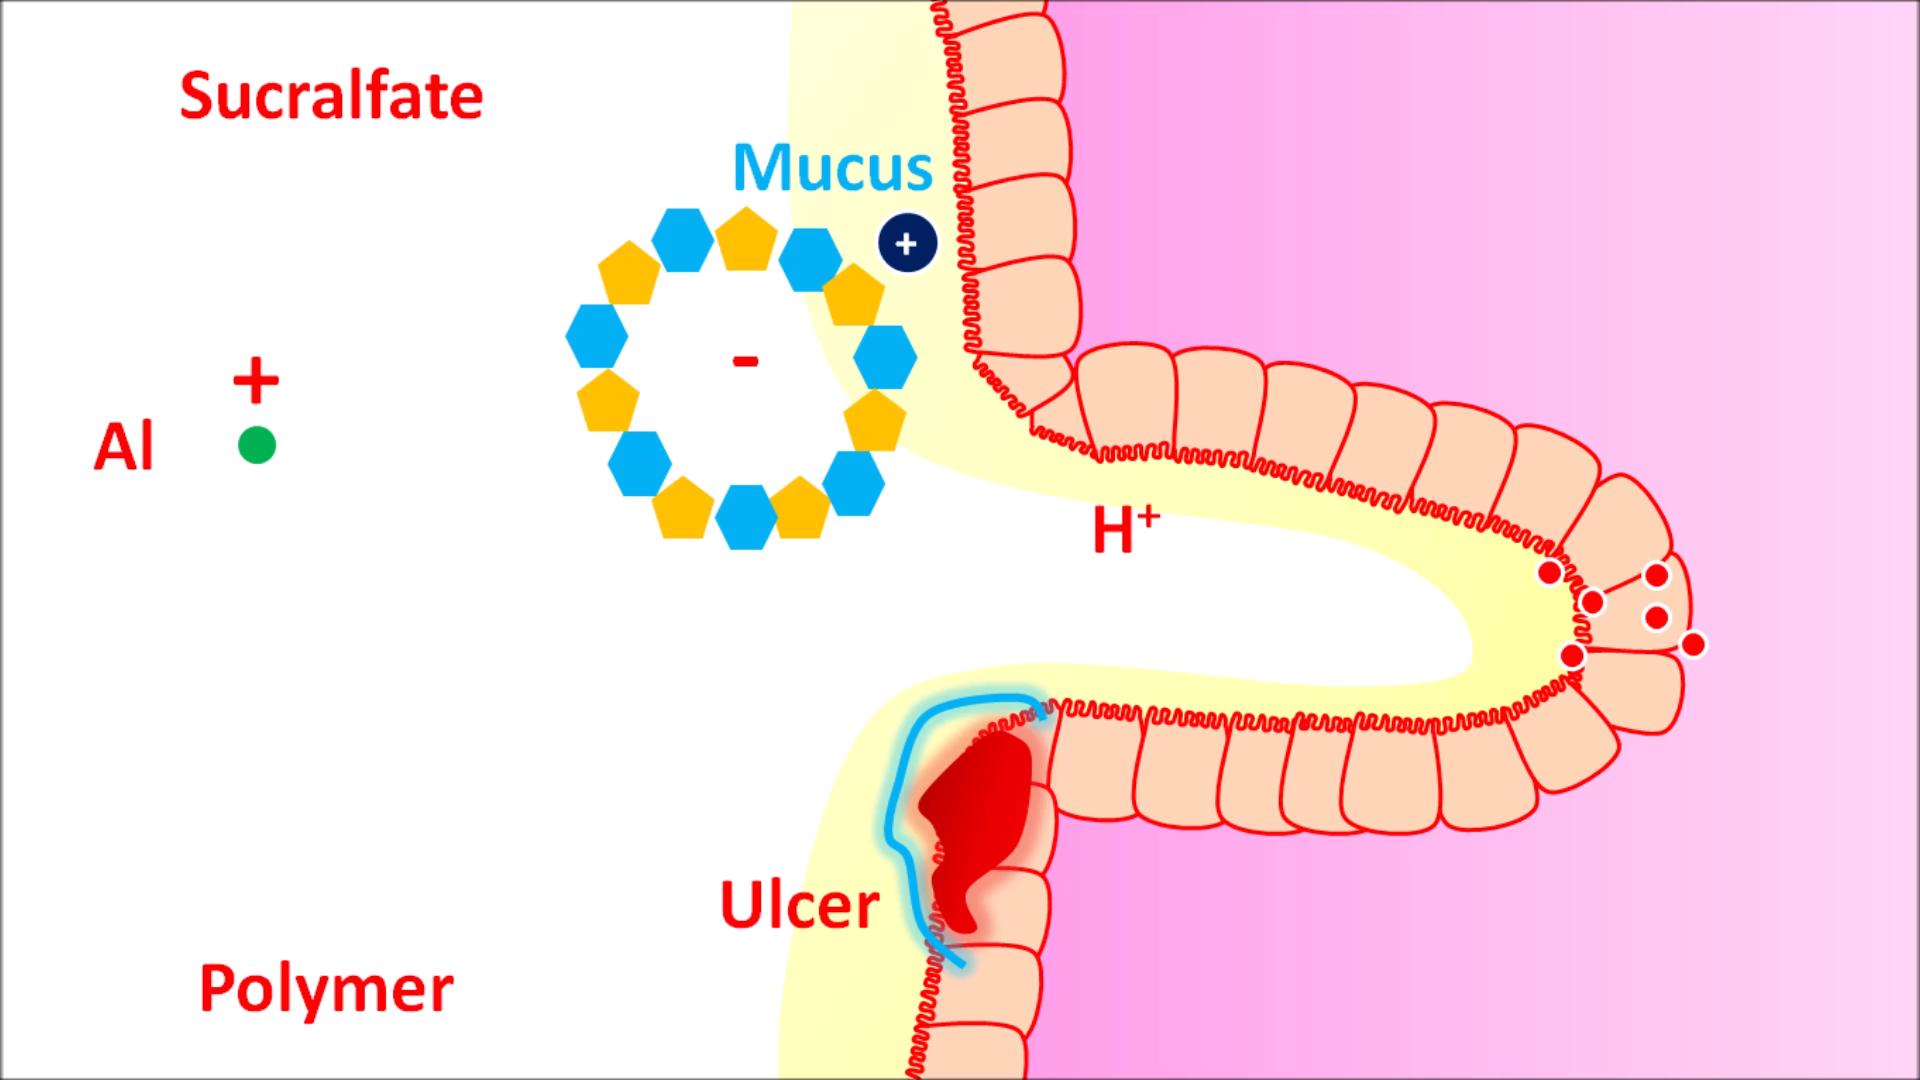 Sucralfate
Mucus
+
+
-
Al
H⁺
Ulcer
Polymer